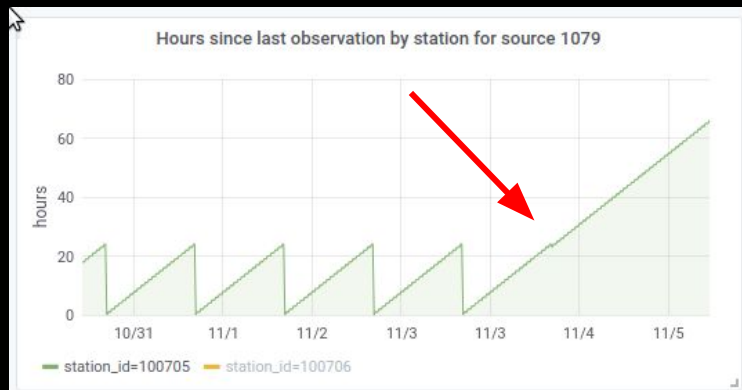 Hours since last observation by station for source 1079
80
60
40
20
0
hours
10/31 11/1 11/2 11/3 11/3 11/4 11/5
station_id=100705 station_id=100706